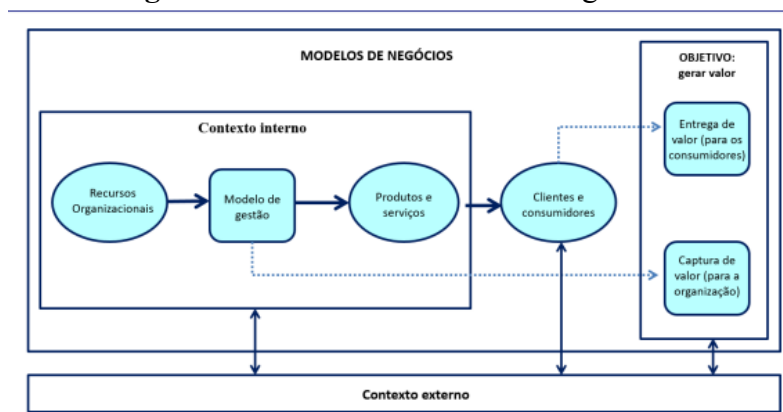 MODELOS DE NEGÓCIOS
OBJETIVO:
gerar valor
Contexto interno
Recursos
Organizacionais
Modelo de
gestão
Produtos e
serviços
Clientes e
consumidores
Entrega de
valor (para os
consumidores)
Captura de
valor (para a
organização)
Contexto externo